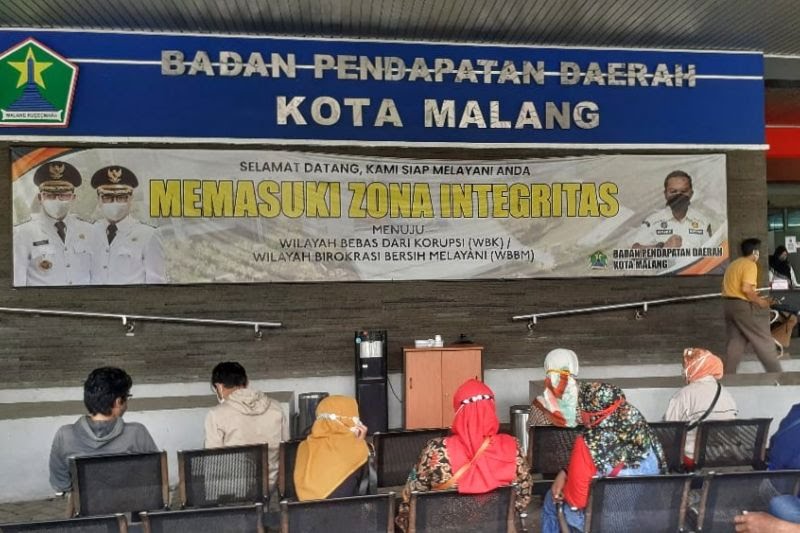 BADAN PENDAPATAN DAERAH
KOTA MALANG
MALANG KUCECWARA
SELAMAT DATANG, KAMI SIAP MELAYANI ANDA
MEMASUKI ZONA INTEGRITAS
MENUJU
WILAYAH BEBAS DARI KORUPSI (WBK) /
WILAYAH BIROKRASI BERSIH MELAYANI (WBBM)
BADAN PENDAPATAN DAERAH
KOTA MALANG